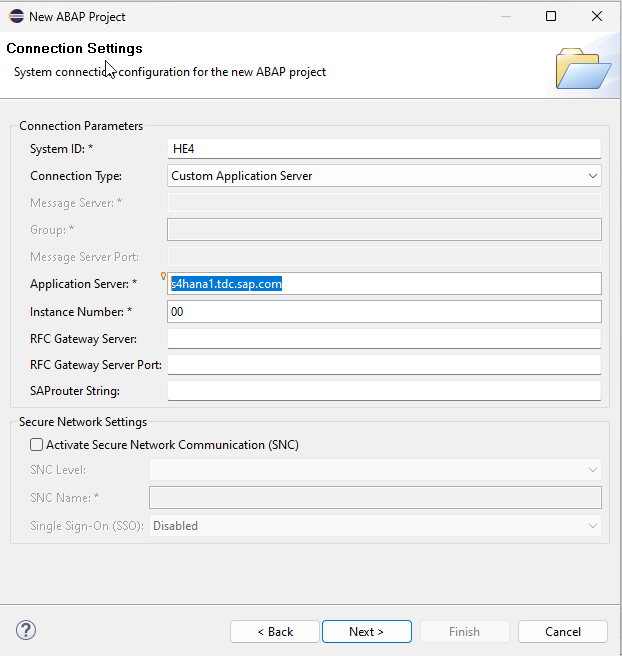 New ABAP Project
Connection Settings
System connection configuration for the new ABAP project
Connection Parameters
System ID: * HE4
Connection Type: Custom Application Server
Message Server: *
Group: *
Message Server Port:
Application Server: * s4hana1.tdc.sap.com
Instance Number: * 00
RFC Gateway Server:
RFC Gateway Server Port:
SAProuter String:
Secure Network Settings
Activate Secure Network Communication (SNC)
SNC Level:
SNC Name: *
Single Sign-On (SSO): Disabled
? < Back Next > Finish Cancel